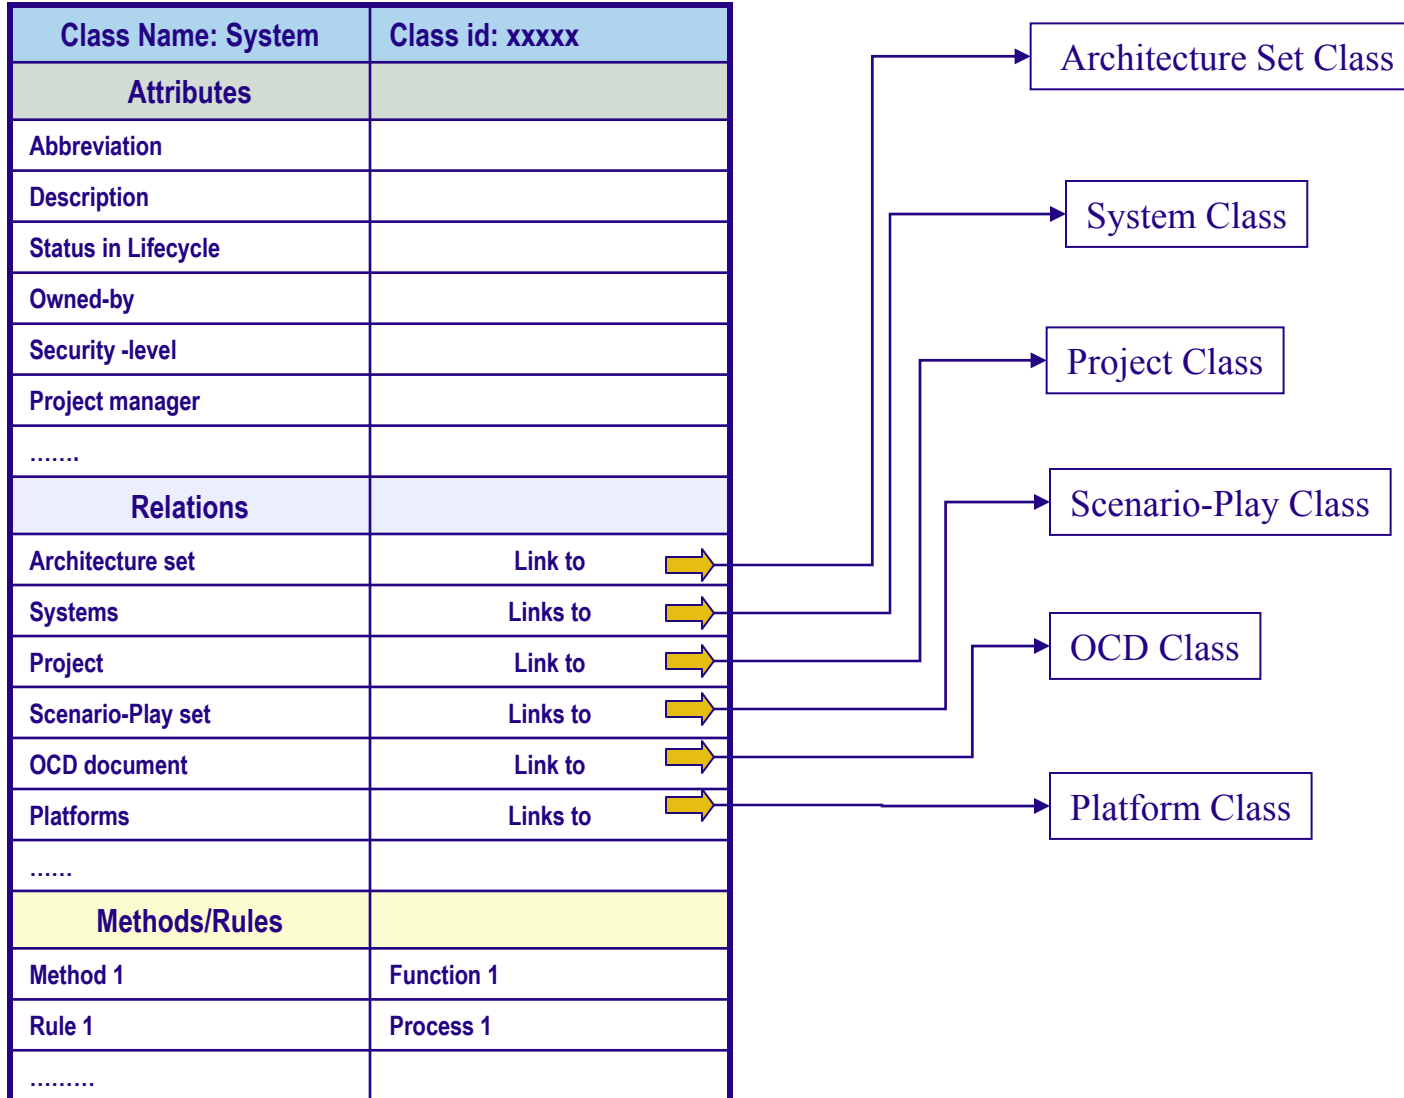 Class Name: System Class id: xxxxx
Attributes
Abbreviation
Description
Status in Lifecycle
Owned-by
Security -level
Project manager
.......
Relations
Architecture set Link to
Systems Links to
Project Link to
Scenario-Play set Links to
OCD document Link to
Platforms Links to
......
Methods/Rules
Method 1 Function 1
Rule 1 Process 1
.........
Architecture Set Class
System Class
Project Class
Scenario-Play Class
OCD Class
Platform Class